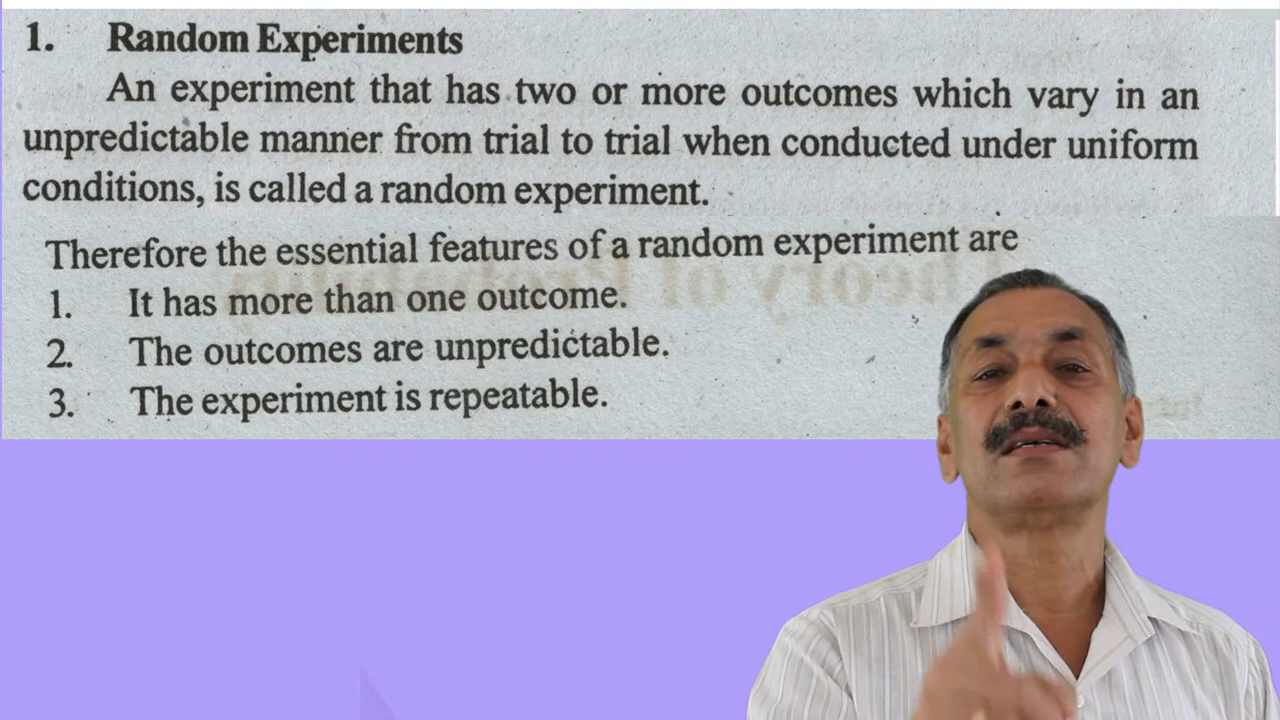 1. Random Experiments
An experiment that has two or more outcomes which vary in an
unpredictable manner from trial to trial when conducted under uniform
conditions, is called a random experiment.
Therefore the essential features of a random experiment are
1. It has more than one outcome.
2. The outcomes are unpredictable.
3. The experiment is repeatable.